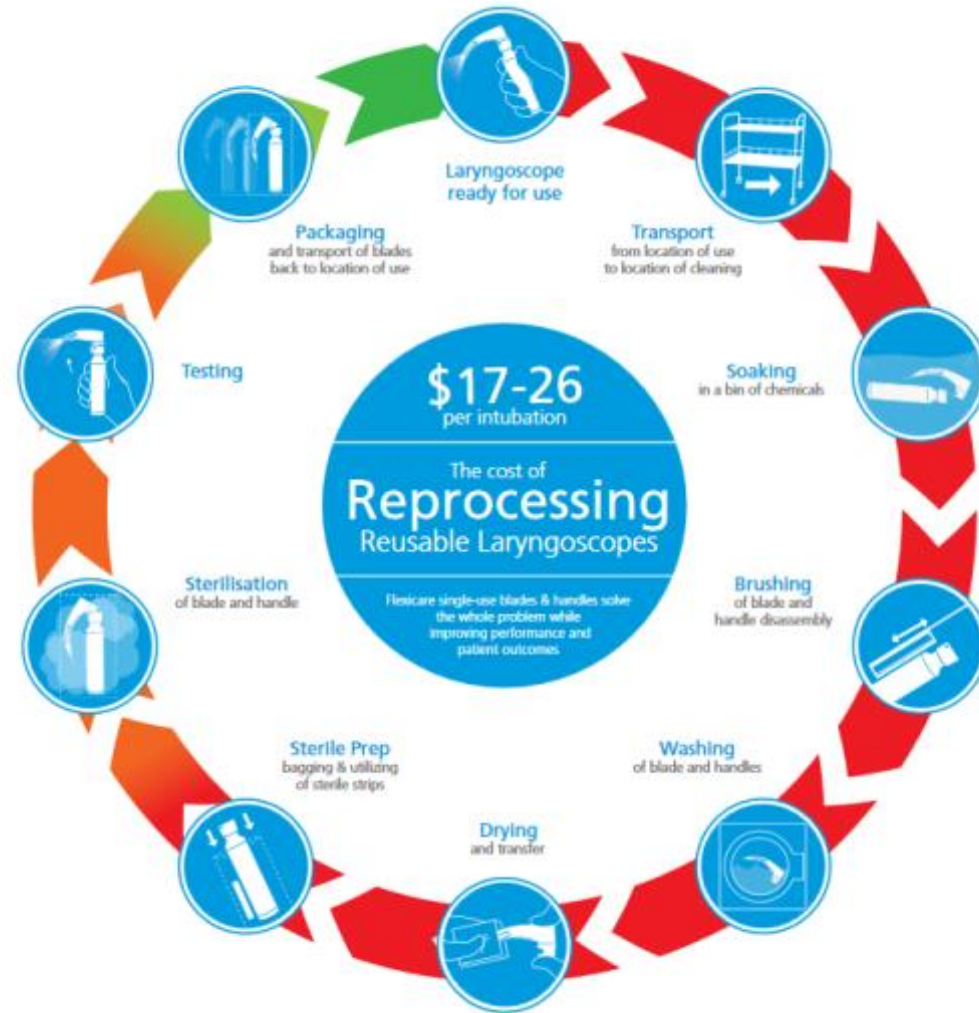 Laryngoscope
ready for use
Transport
from location of use
to location of cleaning
Soaking
in a bin of chemicals
Brushing
of blade and
handle disassembly
Washing
of blade and handles
Drying
and transfer
Sterile Prep
bagging & utilizing
of sterile strips
Sterilisation
of blade and handle
Testing
Packaging
and transport of blades
back to location of use
$17-26
per intubation
The cost of
Reprocessing
Reusable Laryngoscopes
Flexicare single-use blades & handles solve
the whole problem while
improving performance and
patient outcomes